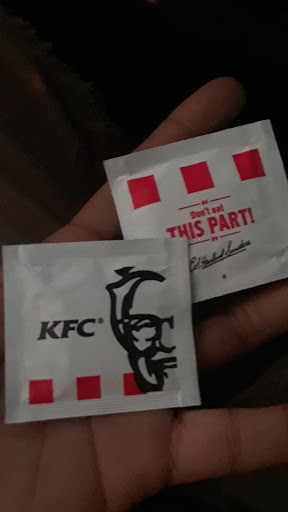 “
Don't eat
THIS PART!
”
Col Harland Sanders
KFC®